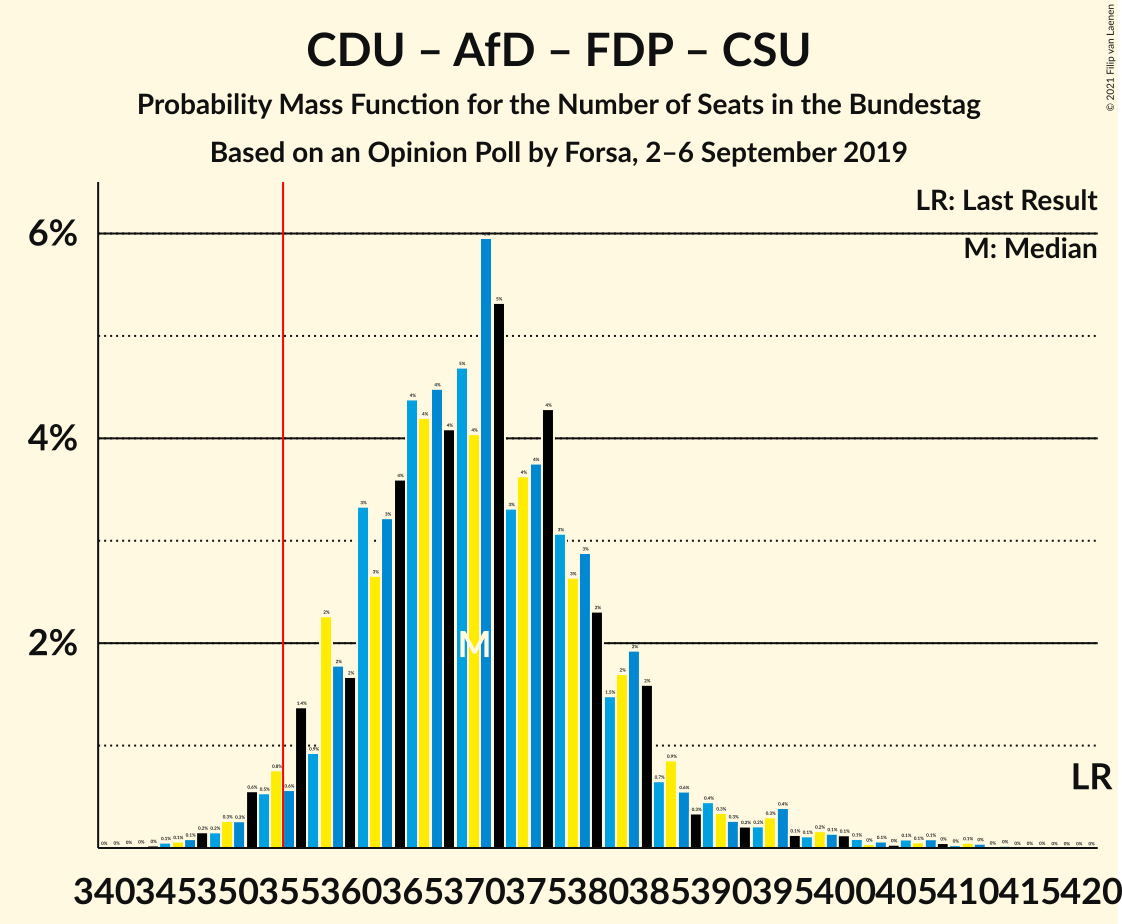 CDU – AfD – FDP – CSU
Probability Mass Function for the Number of Seats in the Bundestag
Based on an Opinion Poll by Forsa, 2–6 September 2019
© 2021 Filip van Laenen
LR: Last Result
M: Median
6%
4%
2%
M
LR
340 345 350 355 360 365 370 375 380 385 390 395 400 405 410 415 420